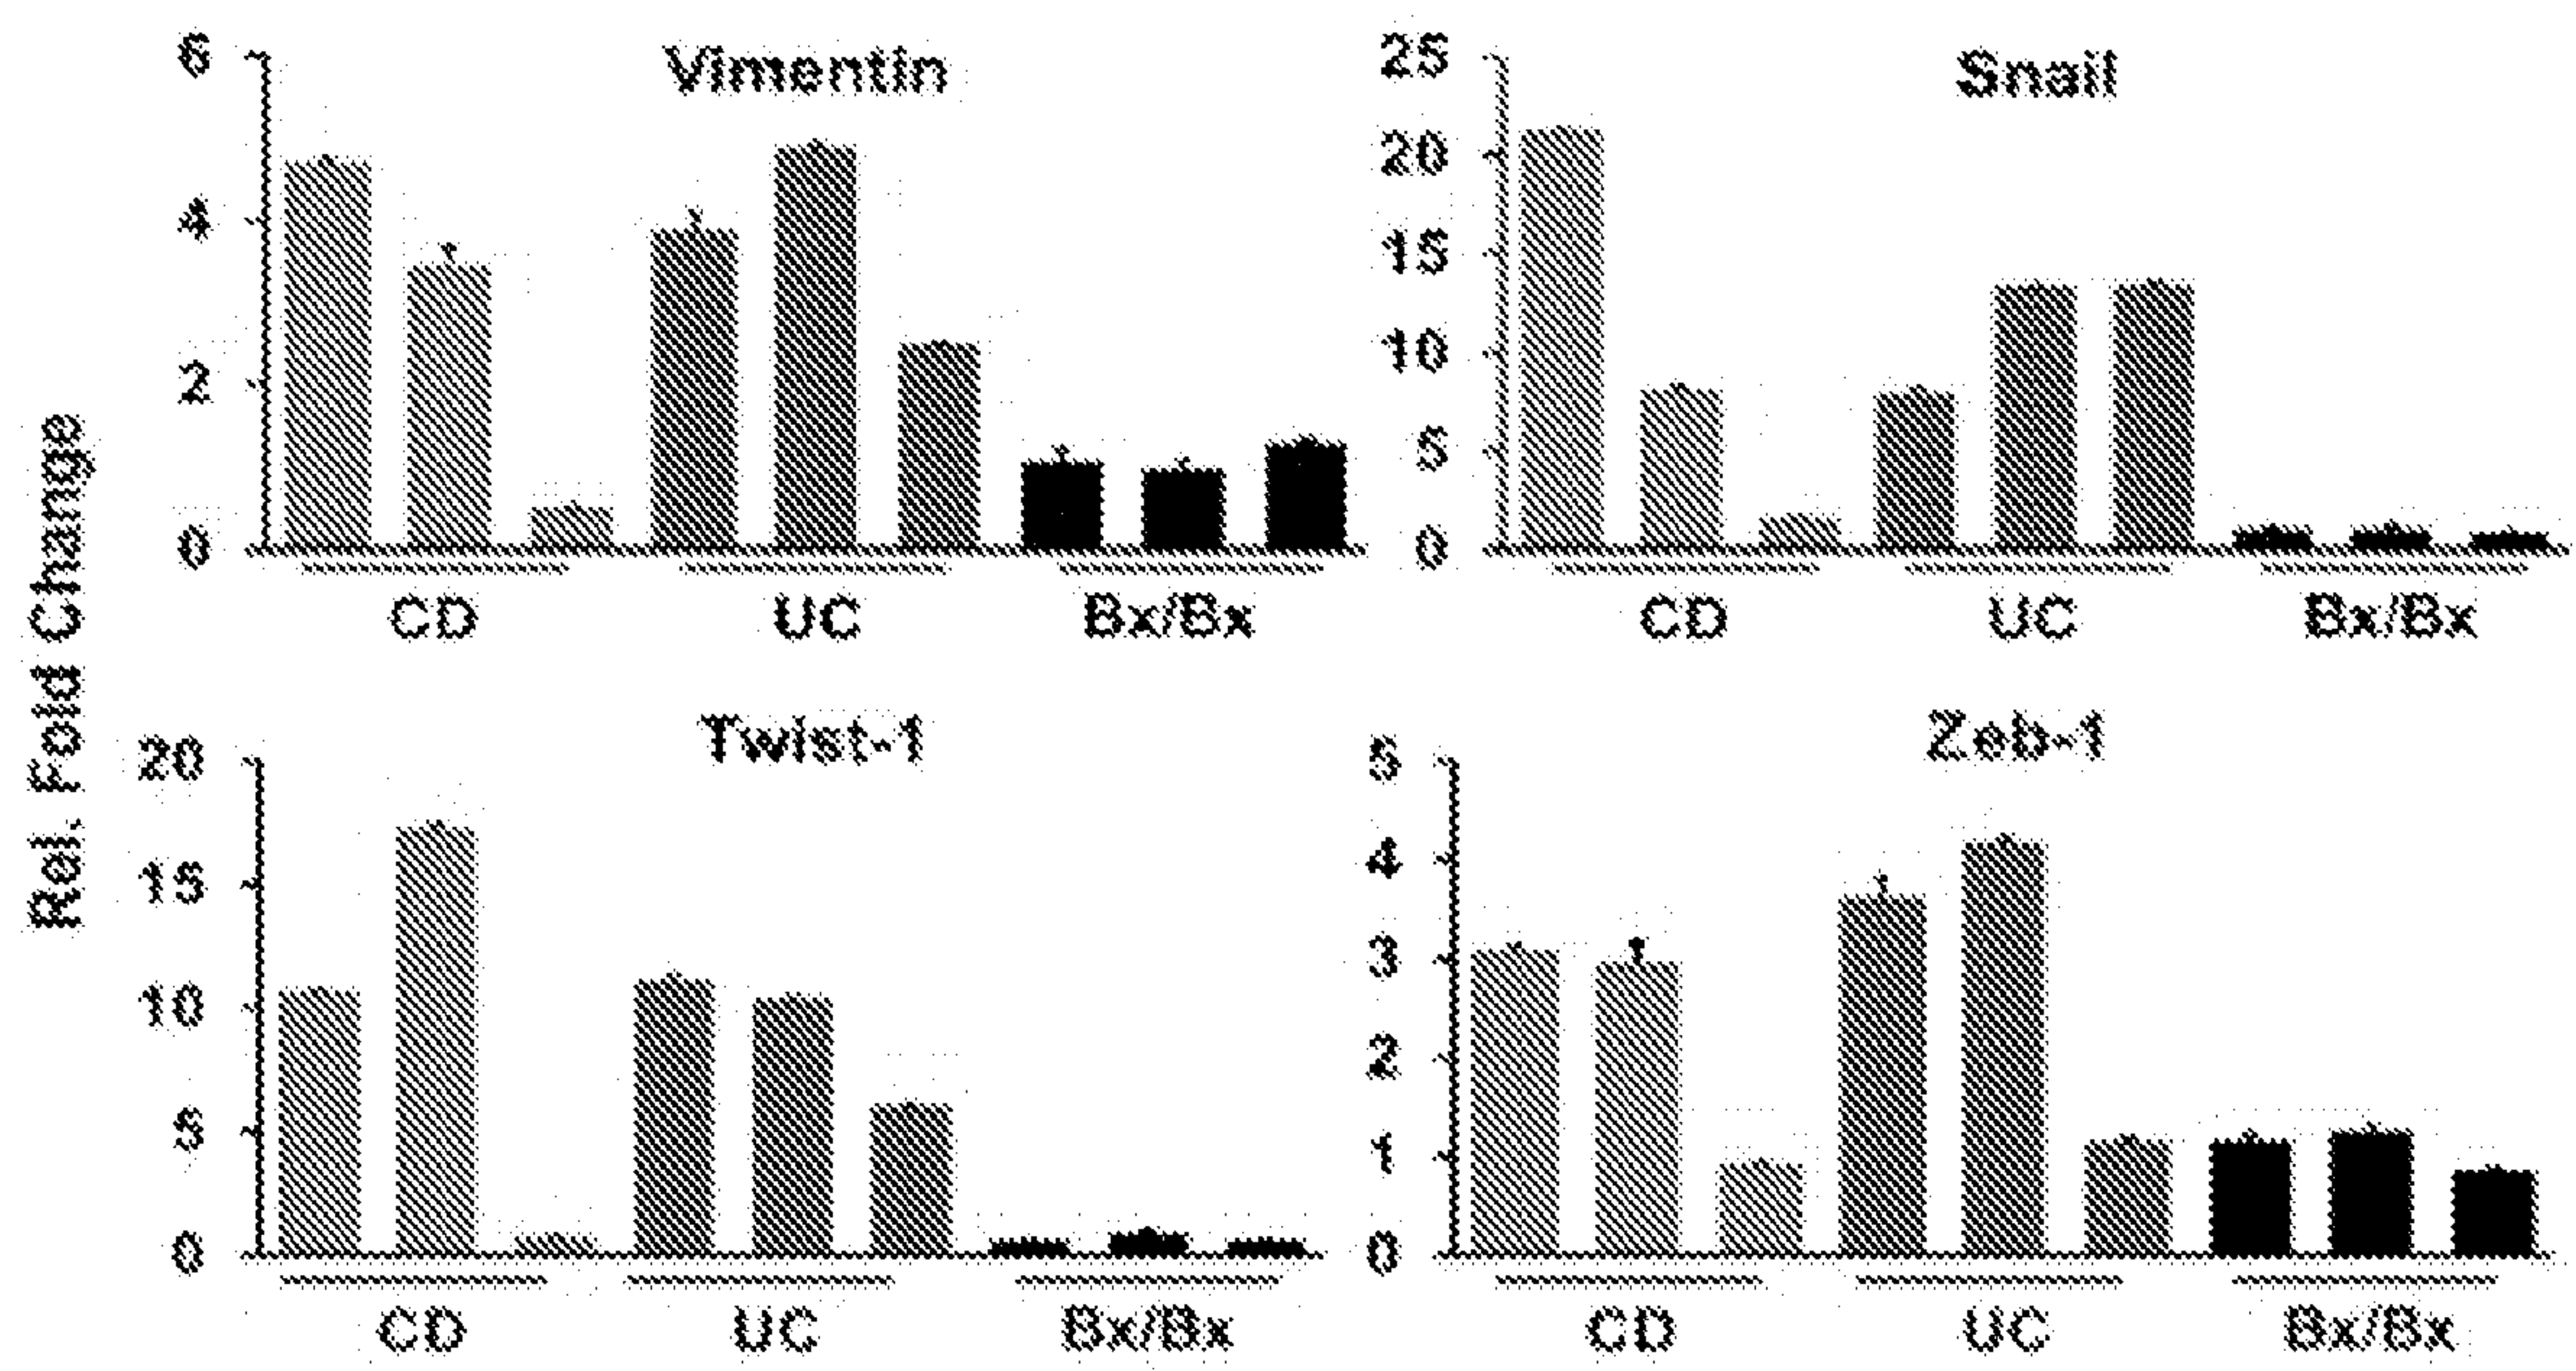 Rel. Fold Change
Vimentin
6
4
2
0
CD UC Bx/Bx
Snail
25
20
15
10
5
0
CD UC Bx/Bx
Twist-1
20
15
10
5
0
CD UC Bx/Bx
Zeb-1
5
4
3
2
1
0
CD UC Bx/Bx